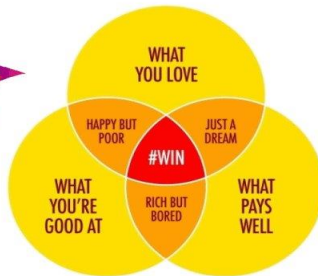 WHAT
YOU LOVE
HAPPY BUT
POOR
JUST A
DREAM
#WIN
WHAT
YOU'RE
GOOD AT
RICH BUT
BORED
WHAT
PAYS
WELL